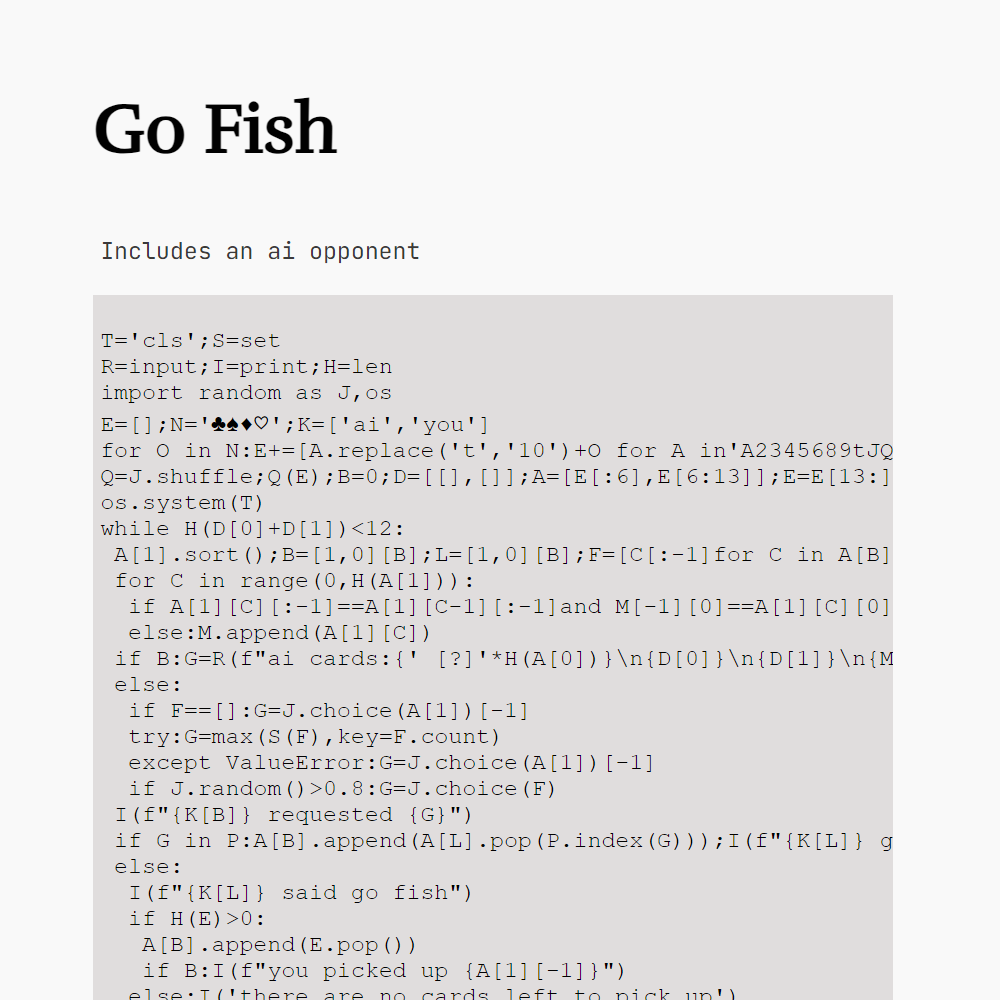 Go Fish
Includes an ai opponent
T='cls';S=set
R=input;I=print;H=len
import random as J,os
E=[];N='♣♠♦♡';K=['ai','you']
for O in N:E+=[A.replace('t','10')+O for A in'A2345689tJQ
Q=J.shuffle;Q(E);B=0;D=[[],[]];A=[E[:6],E[6:13]];E=E[13:]
os.system(T)
while H(D[0]+D[1])<12:
 A[1].sort();B=[1,0][B];L=[1,0][B];F=[C[:-1]for C in A[B]
 for C in range(0,H(A[1])):
  if A[1][C][:-1]==A[1][C-1][:-1]and M[-1][0]==A[1][C][0]
  else:M.append(A[1][C])
 if B:G=R(f"ai cards:{' [?]'*H(A[0])}\n{D[0]}\n{D[1]}\n{M
 else:
  if F==[]:G=J.choice(A[1])[-1]
  try:G=max(S(F),key=F.count)
  except ValueError:G=J.choice(A[1])[-1]
  if J.random()>0.8:G=J.choice(F)
 I(f"{K[B]} requested {G}")
 if G in P:A[B].append(A[L].pop(P.index(G)));I(f"{K[L]} g
 else:
  I(f"{K[L]} said go fish")
  if H(E)>0:
   A[B].append(E.pop())
   if B:I(f"you picked up {A[1][-1]}")
  else:I('there are no cards left to pick up')